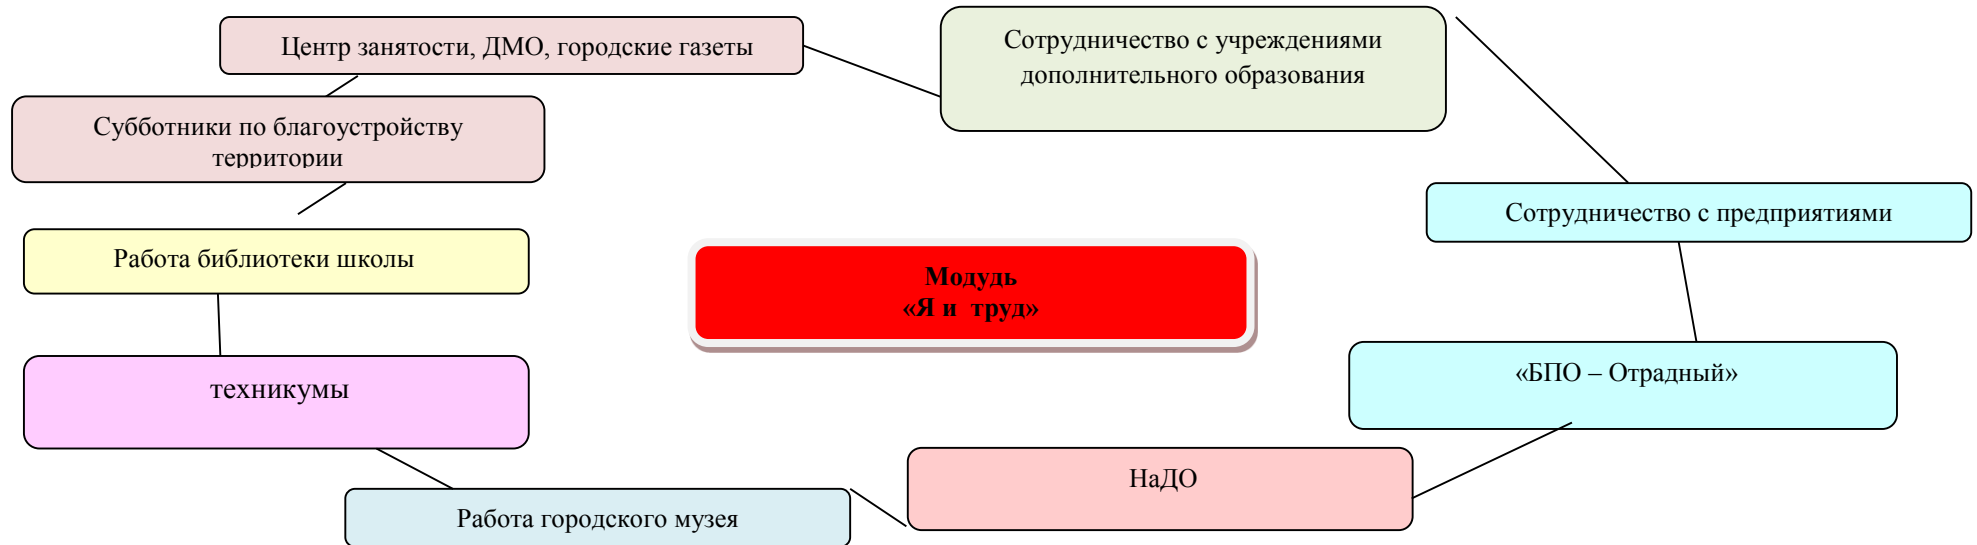 Центр занятости, ДМО, городские газеты
Сотрудничество с учреждениями
дополнительного образования
Субботники по благоустройству
территории
Сотрудничество с предприятиями
Работа библиотеки школы
Модудь
«Я и труд»
техникумы
«БПО – Отрадный»
НаДО
Работа городского музея